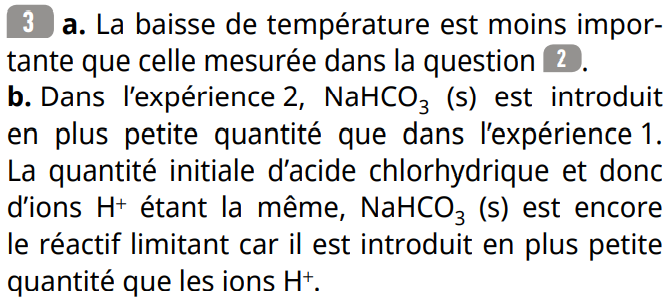 3 a. La baisse de température est moins impor-
tante que celle mesurée dans la question 2.
b. Dans l’expérience 2, NaHCO₃ (s) est introduit
en plus petite quantité que dans l’expérience 1.
La quantité initiale d’acide chlorhydrique et donc
d’ions H⁺ étant la même, NaHCO₃ (s) est encore
le réactif limitant car il est introduit en plus petite
quantité que les ions H⁺.